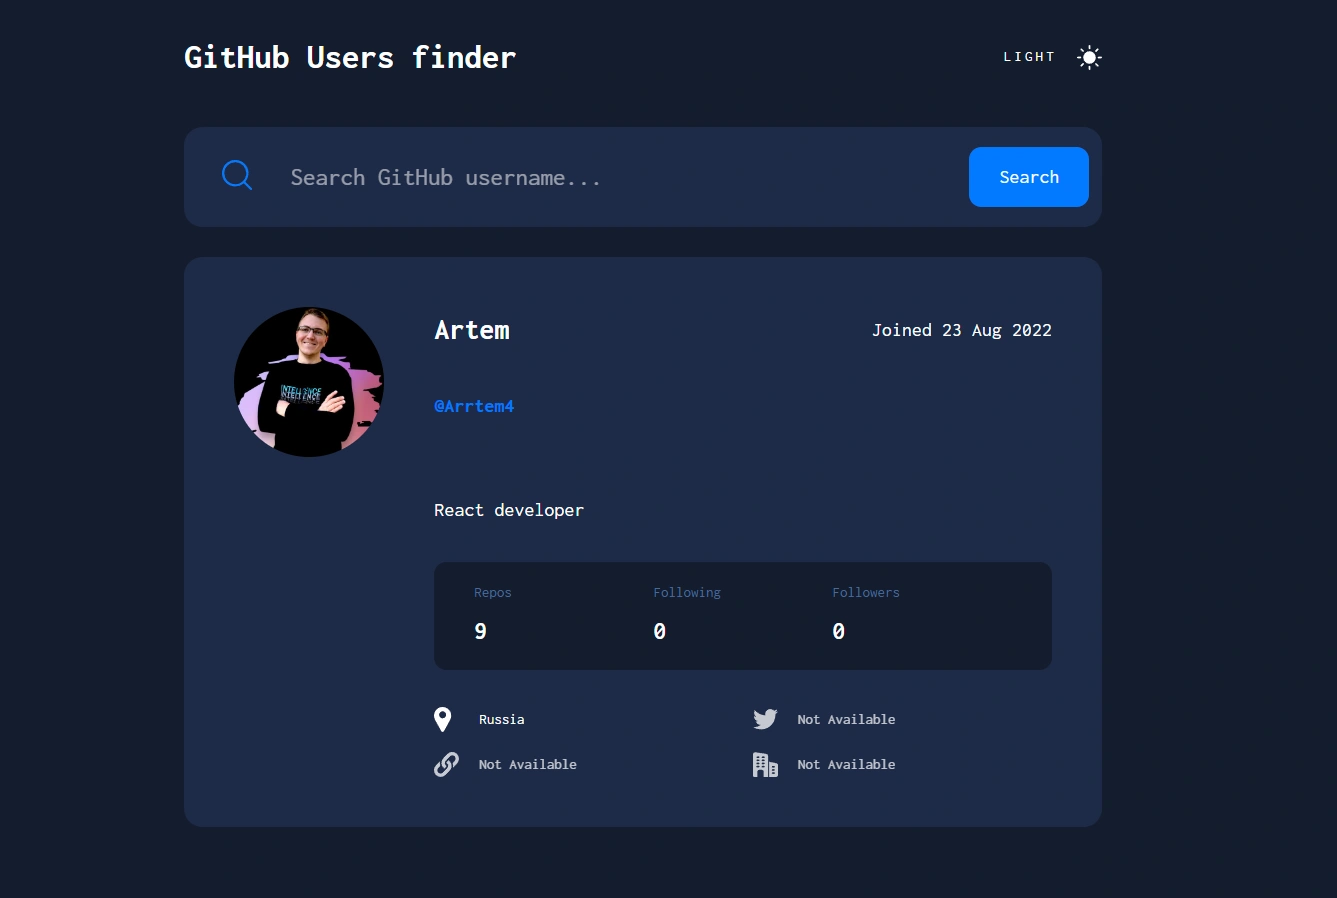 GitHub Users finder
LIGHT
Search GitHub username...
Search
Artem
Joined 23 Aug 2022
@Arrtem4
React developer
Repos
Following
Followers
9
0
0
Russia
Not Available
Not Available
Not Available